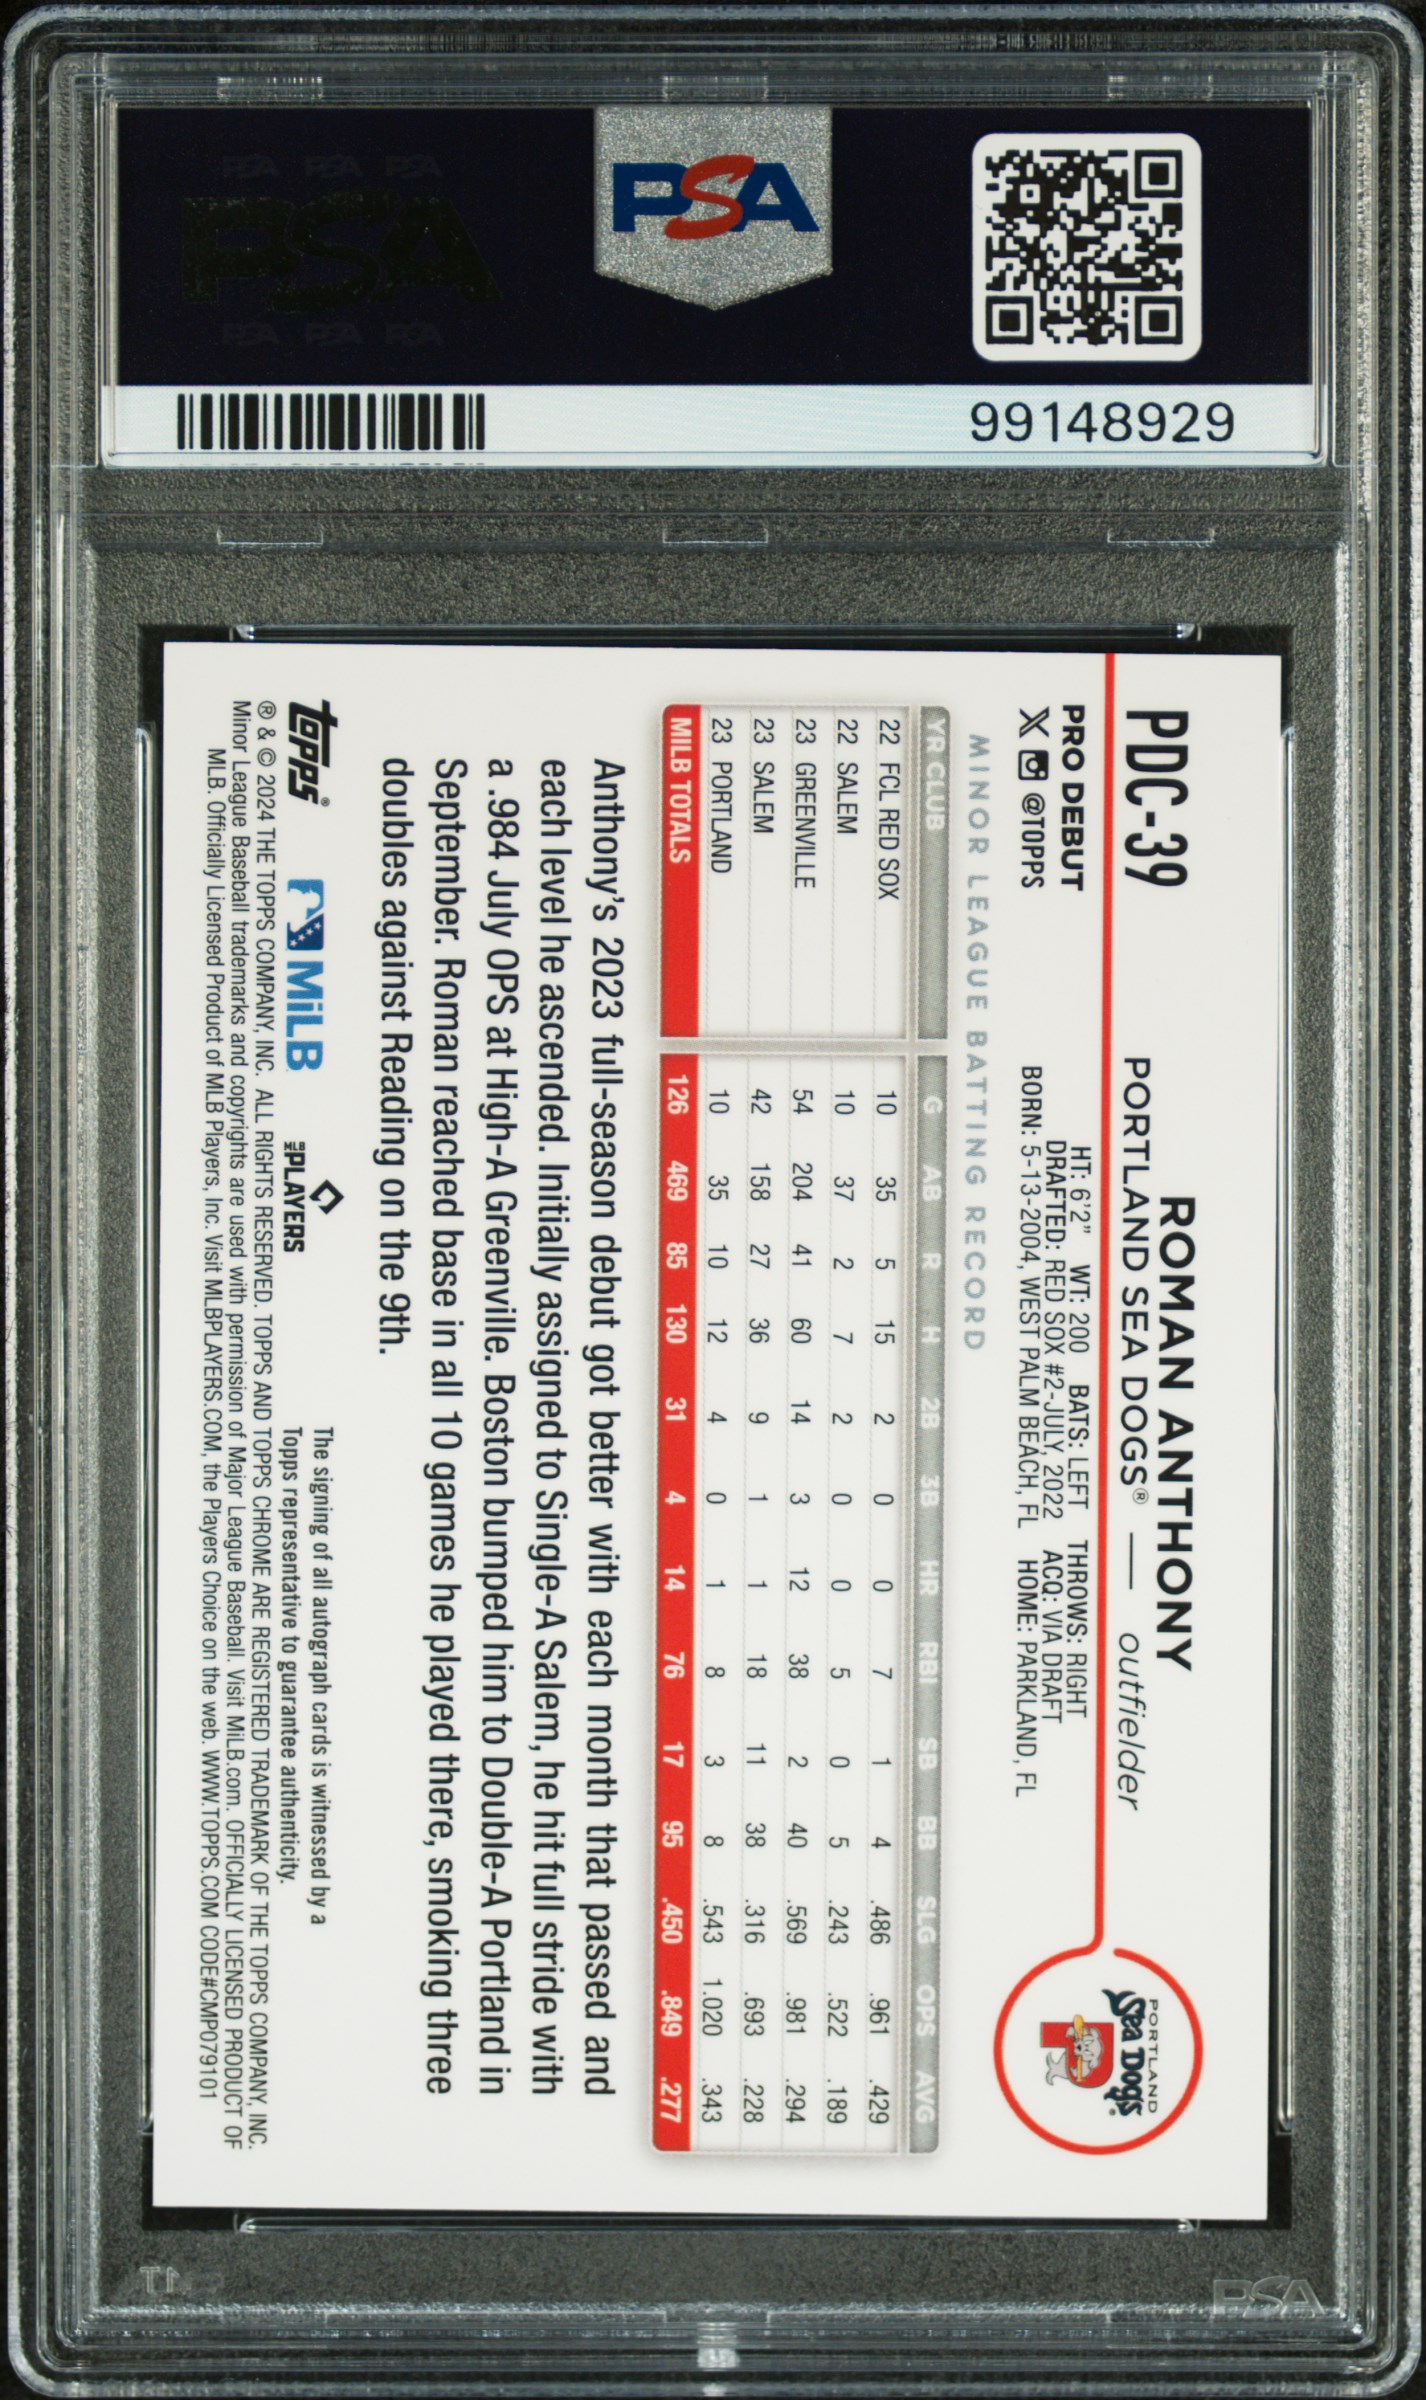 PSA PSA PSA
PSA
PSA PSA PSA
PSA
99148929
PDC-39
ROMAN ANTHONY
PORTLAND SEA DOGS® — outfielder
PORTLAND
Sea Dogs®
PRO DEBUT
X @TOPPS
HT: 6'2" WT: 200 BATS: LEFT THROWS: RIGHT
DRAFTED: RED SOX #2-JULY, 2022 ACQ: VIA DRAFT
BORN: 5-13-2004, WEST PALM BEACH, FL HOME: PARKLAND, FL
MINOR LEAGUE BATTING RECORD
YR CLUB G AB R H 2B 3B HR RBI SB BB SLG OPS AVG
22 FCL RED SOX 10 35 5 15 2 0 0 7 1 4 .486 .961 .429
22 SALEM 10 37 2 7 2 0 0 5 0 5 .243 .522 .189
23 GREENVILLE 54 204 41 60 14 3 12 38 2 40 .569 .981 .294
23 SALEM 42 158 27 36 9 1 1 18 11 38 .316 .693 .228
23 PORTLAND 10 35 10 12 4 0 1 8 3 8 .543 1.020 .343
MILB TOTALS 126 469 85 130 31 4 14 76 17 95 .450 .849 .277
Anthony's 2023 full-season debut got better with each month that passed and
each level he ascended. Initially assigned to Single-A Salem, he hit full stride with
a .984 July OPS at High-A Greenville. Boston bumped him to Double-A Portland in
September. Roman reached base in all 10 games he played there, smoking three
doubles against Reading on the 9th.
topps® MiLB MLB PLAYERS
The signing of all autograph cards is witnessed by a
Topps representative to guarantee authenticity.
® & © 2024 THE TOPPS COMPANY, INC. ALL RIGHTS RESERVED. TOPPS AND TOPPS CHROME ARE REGISTERED TRADEMARK OF THE TOPPS COMPANY, INC.
Minor League Baseball trademarks and copyrights are used with permission of Major League Baseball. Visit MiLB.com. OFFICIALLY LICENSED PRODUCT OF
MLB. Officially Licensed Product of MLB Players, Inc. Visit MLBPLAYERS.COM, the Players Choice on the web. WWW.TOPPS.COM CODE#CMP079101
PSA